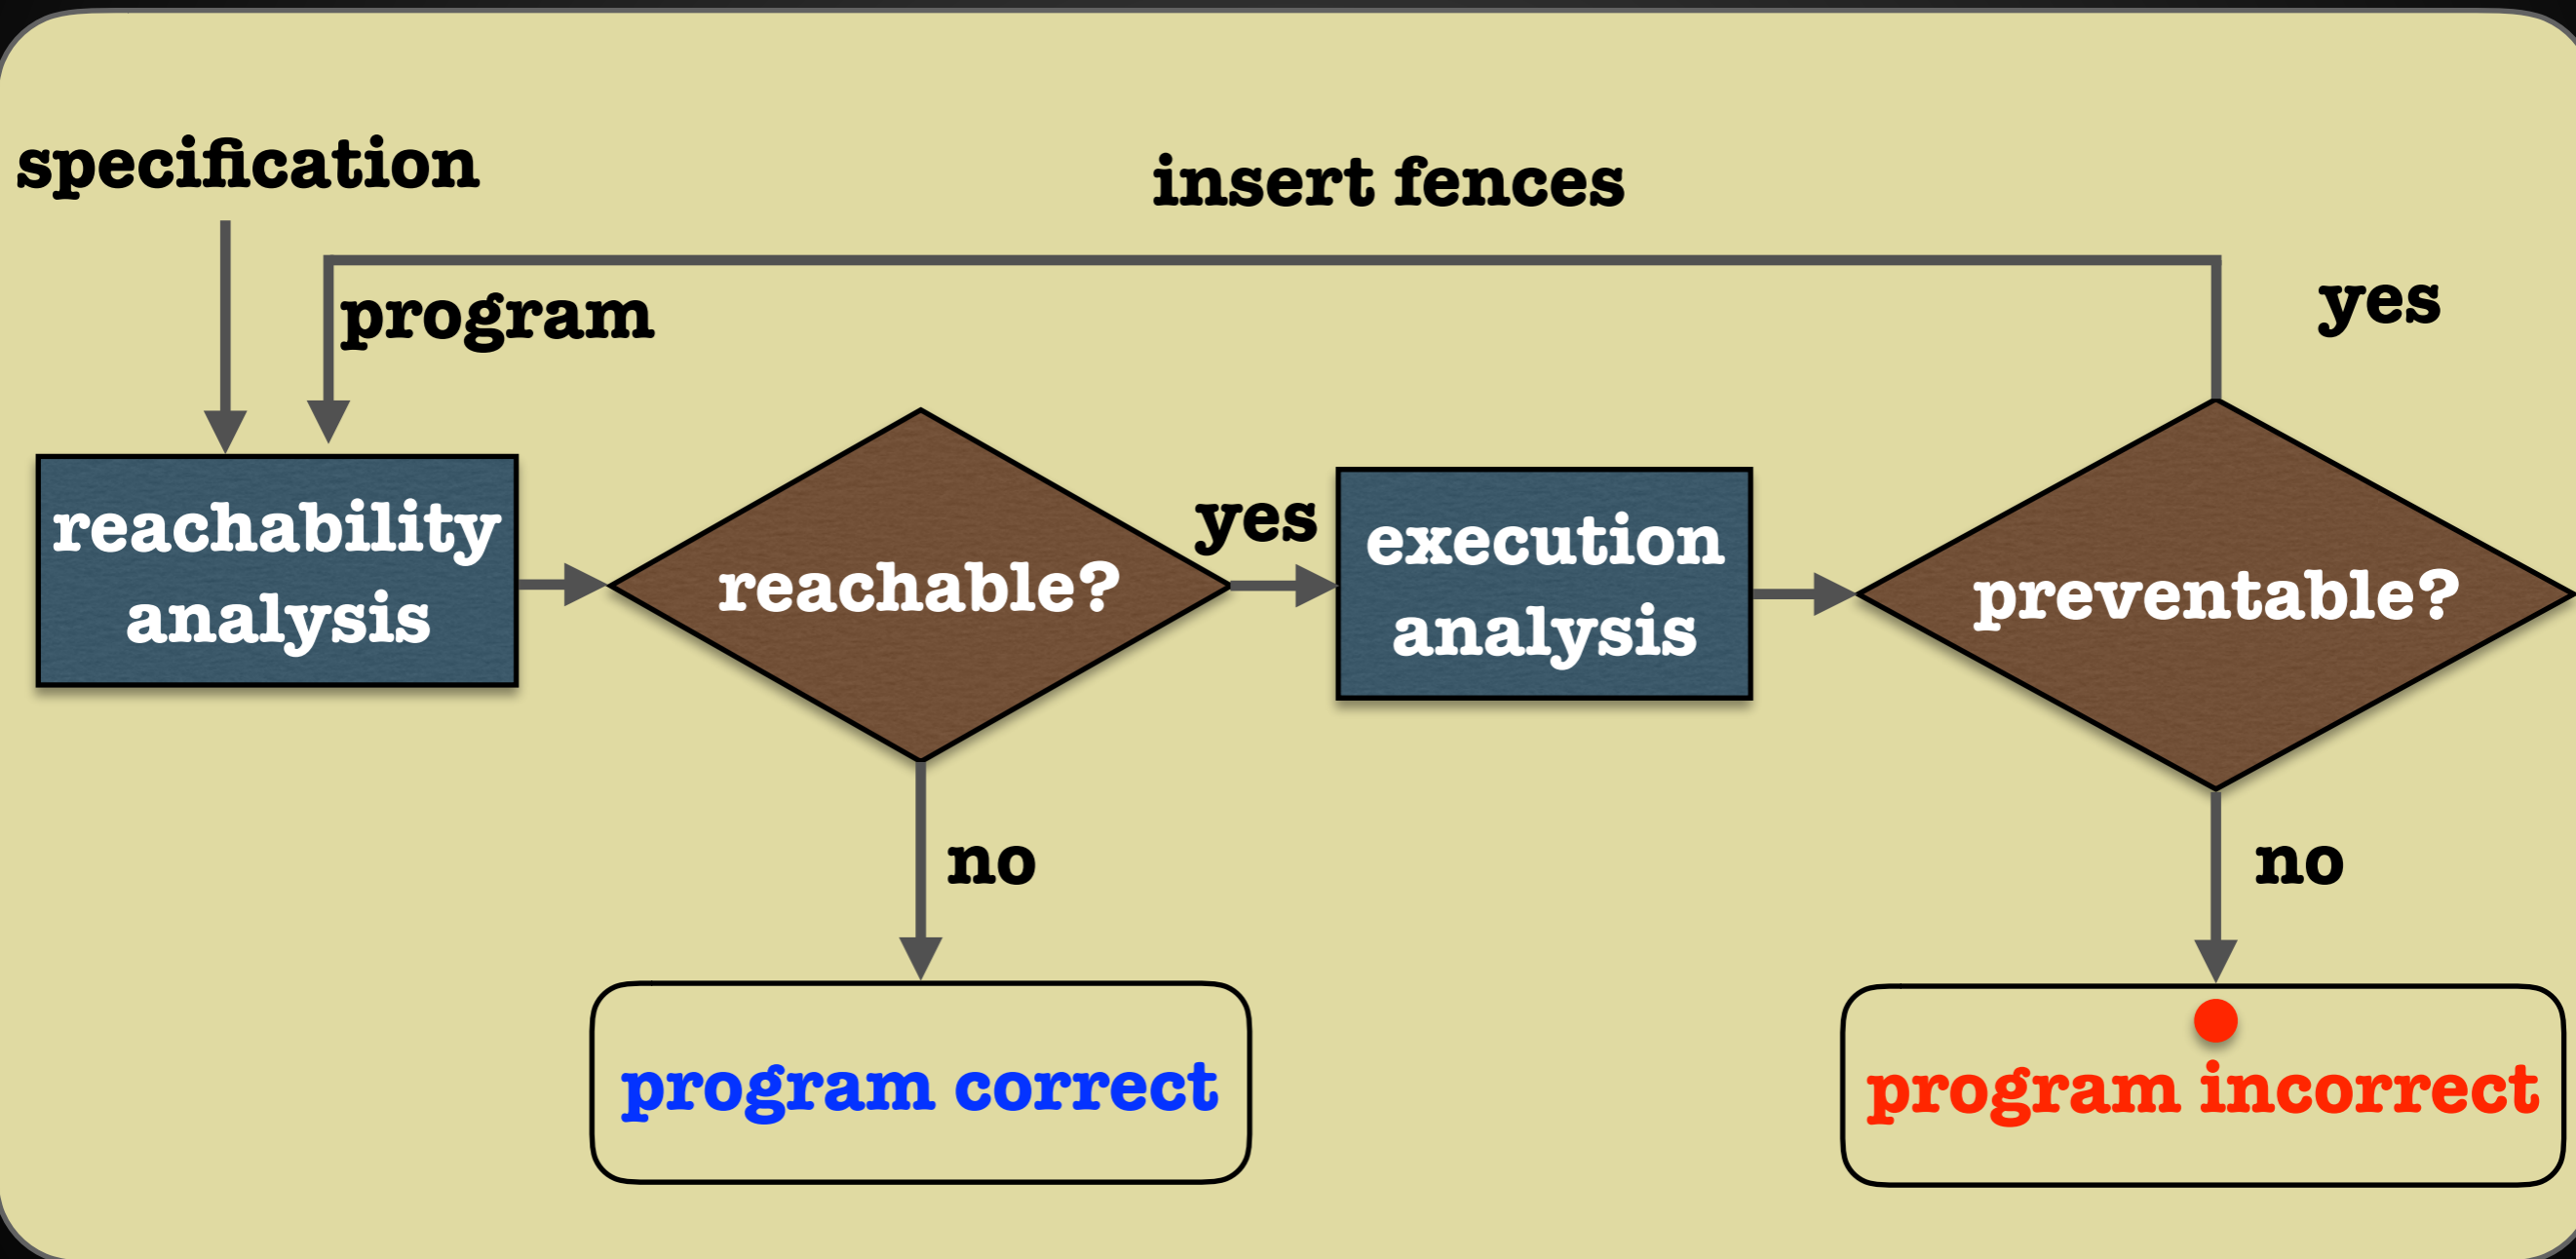 specification
insert fences
program
yes
reachability
analysis
reachable?
yes
execution
analysis
preventable?
no
no
program correct
program incorrect